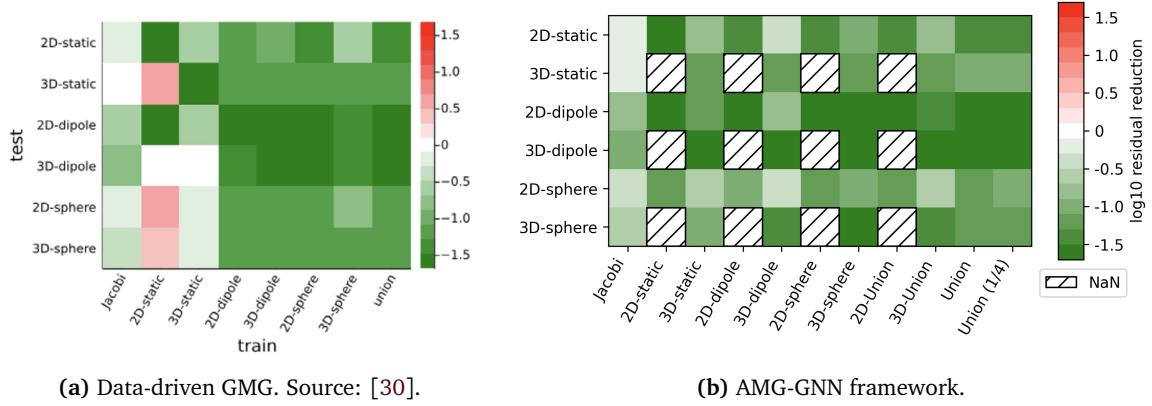 2D-static
3D-static
2D-dipole
3D-dipole
2D-sphere
3D-sphere
test
Jacobi
2D-static
3D-static
2D-dipole
3D-dipole
2D-sphere
3D-sphere
union
train
1.5
1.0
0.5
0
−0.5
−1.0
−1.5
(a) Data-driven GMG. Source: [30].
2D-static
3D-static
2D-dipole
3D-dipole
2D-sphere
3D-sphere
Jacobi
2D-static
3D-static
2D-dipole
3D-dipole
2D-sphere
3D-sphere
2D-Union
3D-Union
Union
Union (1/4)
1.5
1.0
0.5
0
-0.5
-1.0
-1.5
log10 residual reduction
NaN
(b) AMG-GNN framework.